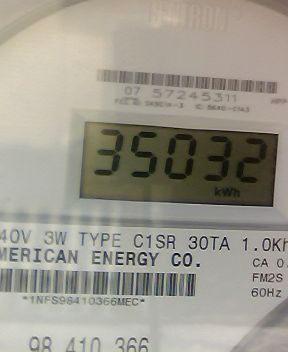 07 57245311
35032
kWh
40V 3W TYPE C1SR 30TA 1.0Kh
MERICAN ENERGY CO.
CA 0.
FM2S
60Hz
*1NFS98410366MEC*
98 410 366